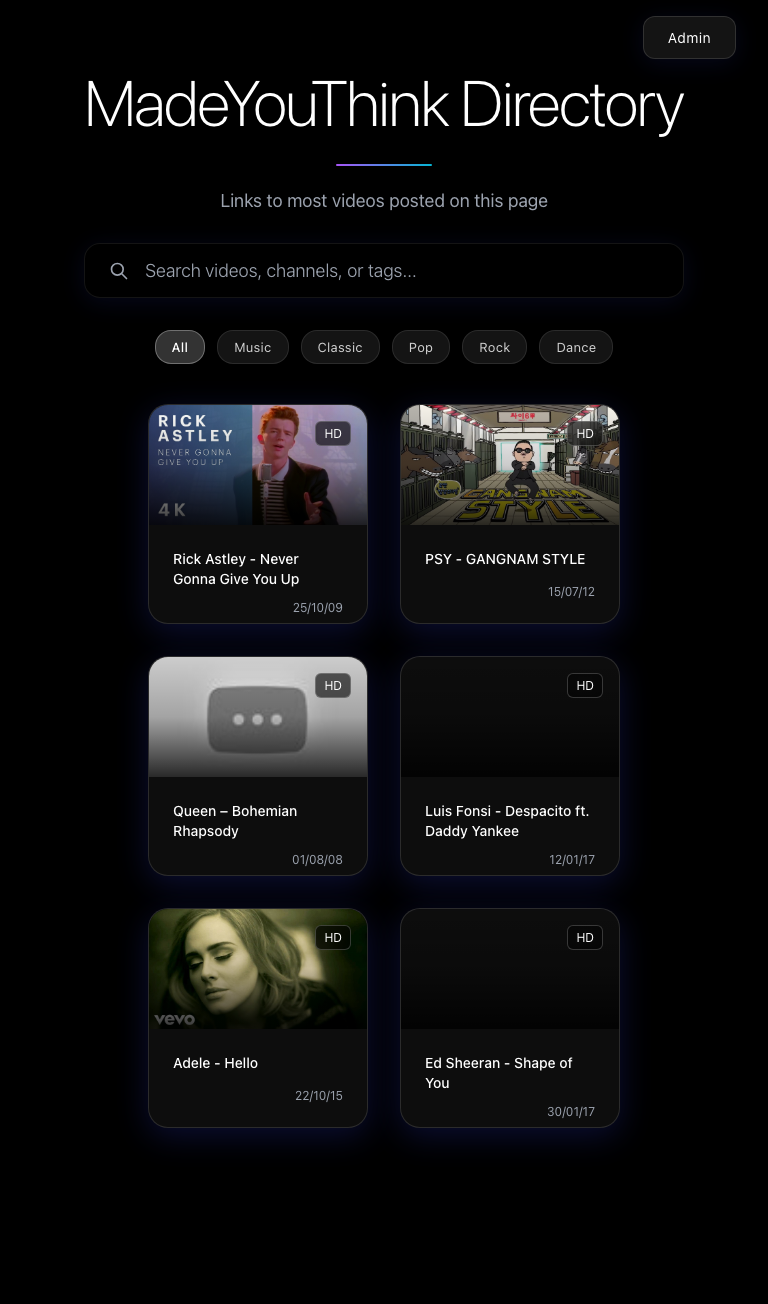 Admin
MadeYouThink Directory
Links to most videos posted on this page
Search videos, channels, or tags...
All
Music
Classic
Pop
Rock
Dance
RICK
ASTLEY
NEVER GONNA
GIVE YOU UP
4K
HD
Rick Astley - Never
Gonna Give You Up
25/10/09
HD
GANGNAM
STYLE
PSY - GANGNAM STYLE
15/07/12
HD
Queen – Bohemian
Rhapsody
01/08/08
HD
Luis Fonsi - Despacito ft.
Daddy Yankee
12/01/17
HD
vevo
Adele - Hello
22/10/15
HD
Ed Sheeran - Shape of
You
30/01/17